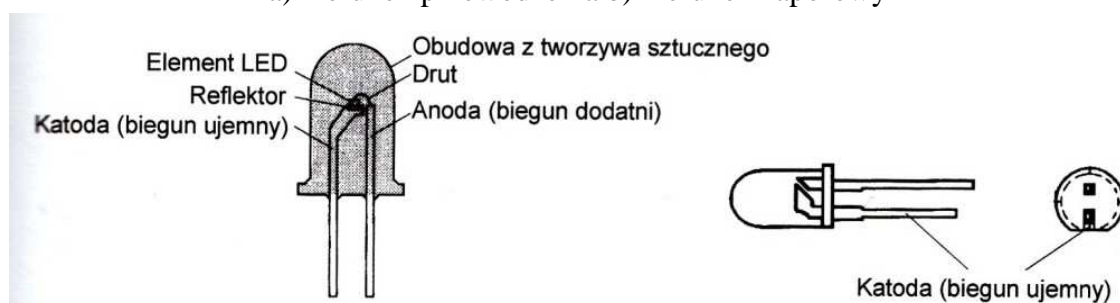 Obudowa z tworzywa sztucznego
Element LED
Drut
Reflektor
Anoda (biegun dodatni)
Katoda (biegun ujemny)
Katoda (biegun ujemny)